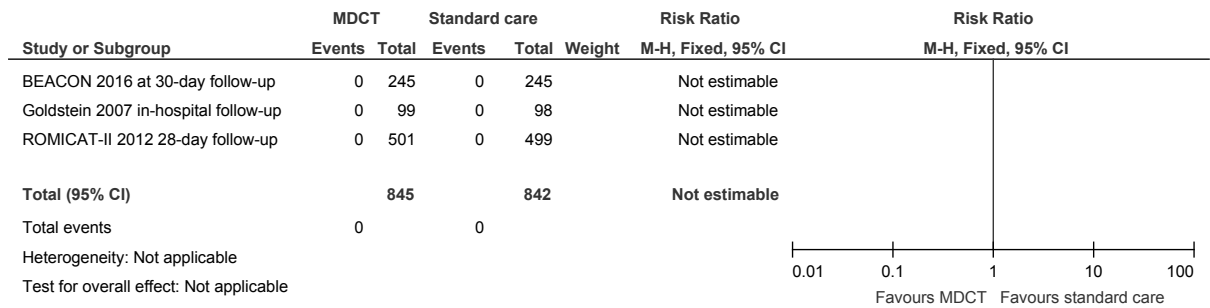 MDCT Standard care Risk Ratio Risk Ratio
Study or Subgroup Events Total Events Total Weight M-H, Fixed, 95% CI M-H, Fixed, 95% CI
BEACON 2016 at 30-day follow-up 0 245 0 245 Not estimable
Goldstein 2007 in-hospital follow-up 0 99 0 98 Not estimable
ROMICAT-II 2012 28-day follow-up 0 501 0 499 Not estimable
Total (95% CI) 845 842 Not estimable
Total events 0 0
Heterogeneity: Not applicable
Test for overall effect: Not applicable
0.01 0.1 1 10 100
Favours MDCT Favours standard care